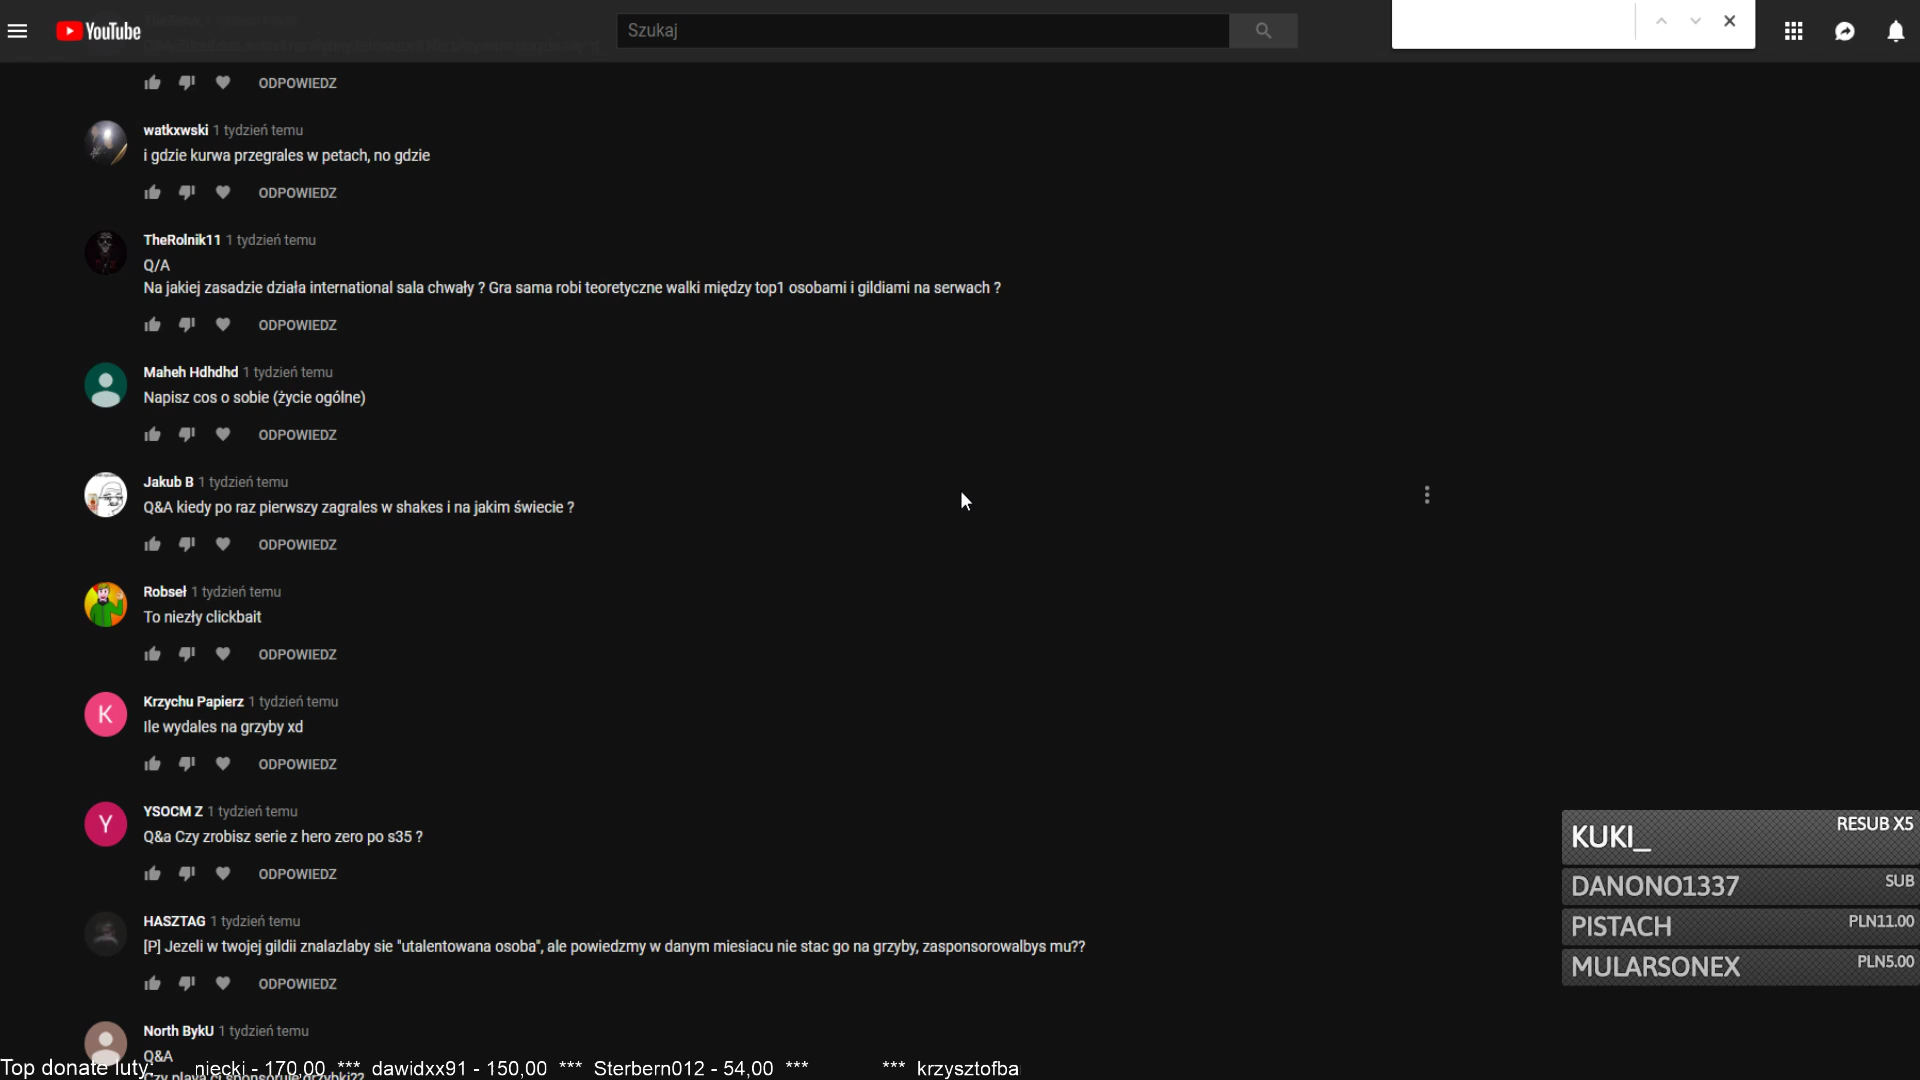 YouTube
Szukaj
ODPOWIEDZ
watkxwski 1 tydzień temu
i gdzie kurwa przegrales w petach, no gdzie
ODPOWIEDZ
TheRolnik11 1 tydzień temu
Q/A
Na jakiej zasadzie działa international sala chwały ? Gra sama robi teoretyczne walki między top1 osobami i gildiami na serwach ?
ODPOWIEDZ
Maheh Hdhdhd 1 tydzień temu
Napisz cos o sobie (życie ogólne)
ODPOWIEDZ
Jakub B 1 tydzień temu
Q&A kiedy po raz pierwszy zagrales w shakes i na jakim świecie ?
ODPOWIEDZ
Robseł 1 tydzień temu
To niezły clickbait
ODPOWIEDZ
K
Krzychu Papierz 1 tydzień temu
Ile wydales na grzyby xd
ODPOWIEDZ
Y
YSOCM Z 1 tydzień temu
Q&a Czy zrobisz serie z hero zero po s35 ?
ODPOWIEDZ
HASZTAG 1 tydzień temu
[P] Jezeli w twojej gildii znalazlaby sie "utalentowana osoba", ale powiedzmy w danym miesiacu nie stac go na grzyby, zasponsorowalbys mu??
ODPOWIEDZ
North BykU 1 tydzień temu
Q&A
Czy playa ci sponsoruje grzybki??
KUKI_ RESUB X5
DANONO1337 SUB
PISTACH PLN11.00
MULARSONEX PLN5.00
Top donate luty: niecki - 170,00 *** dawidxx91 - 150,00 *** Sterbern012 - 54,00 *** *** krzysztofba